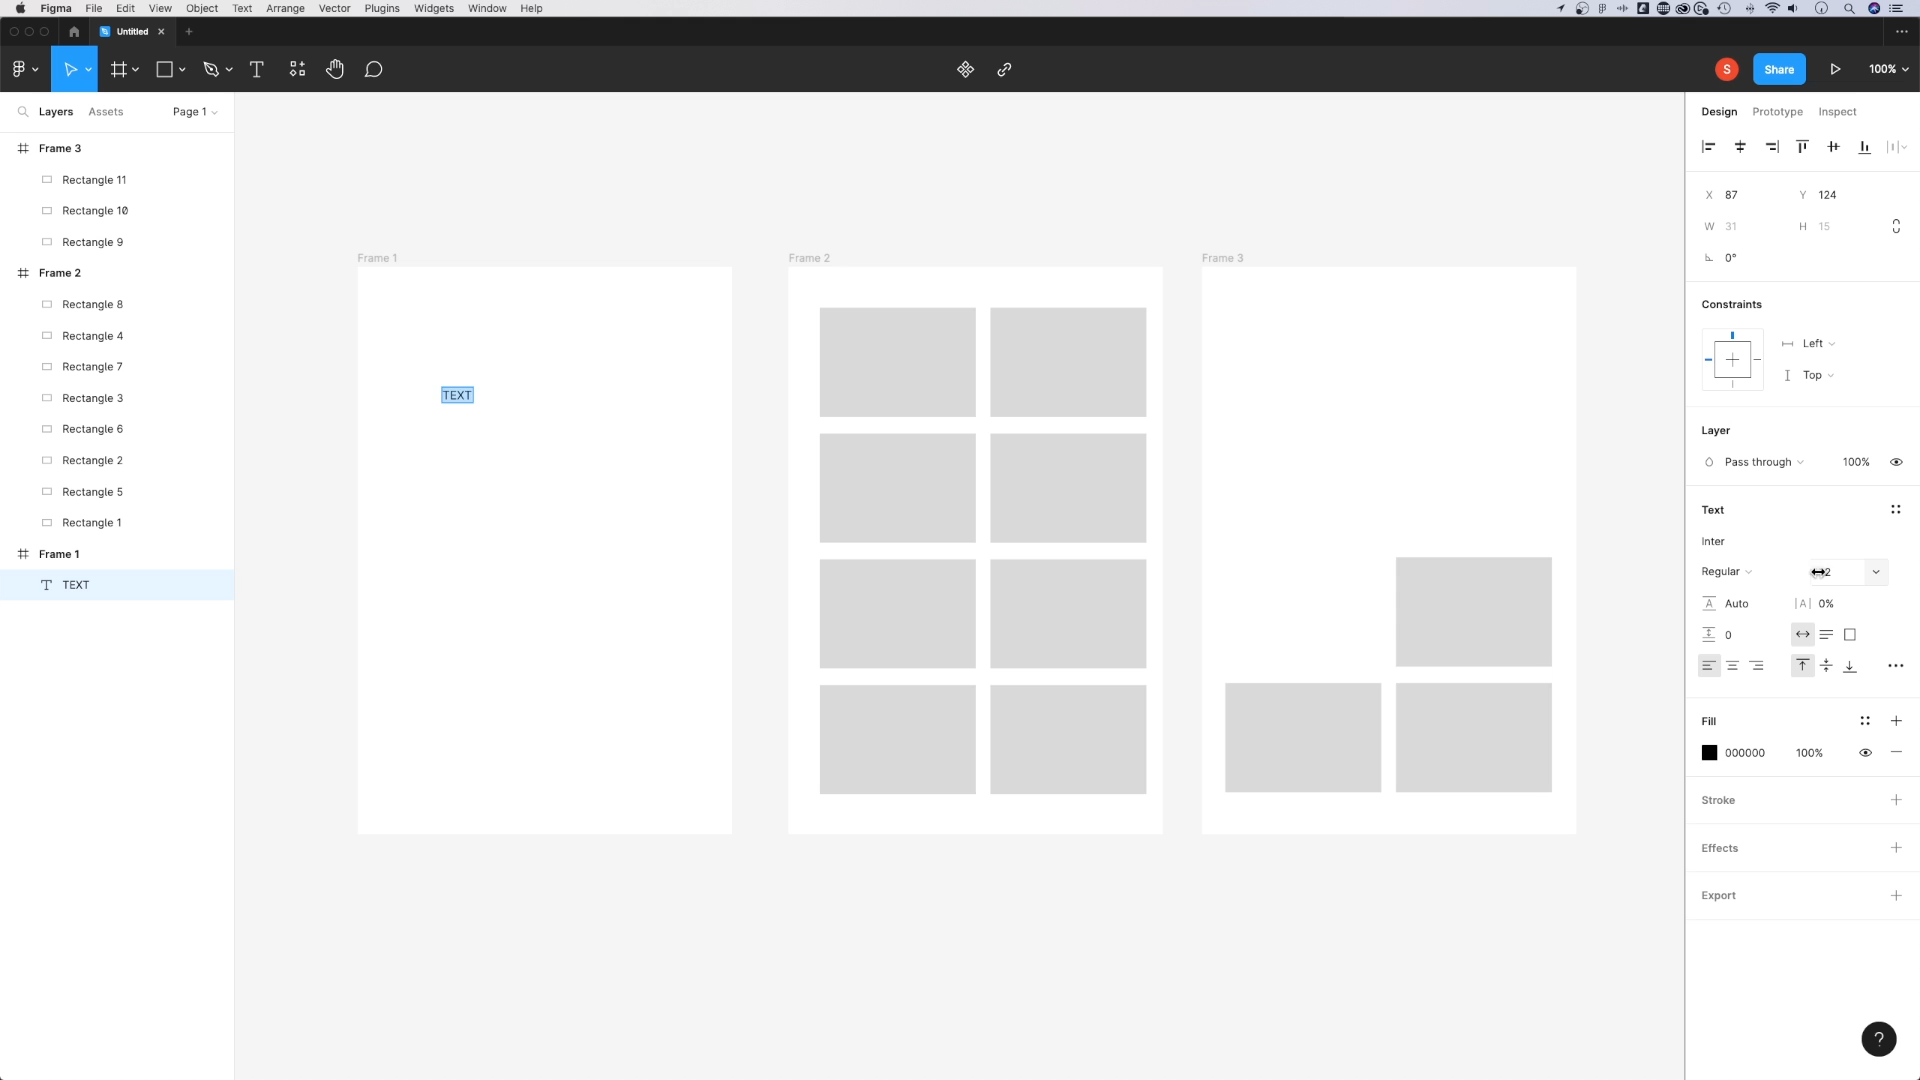 Figma File Edit View Object Text Arrange Vector Plugins Widgets Window Help
Untitled
S Share 100%
Layers Assets Page 1
Frame 3
Rectangle 11
Rectangle 10
Rectangle 9
Frame 2
Rectangle 8
Rectangle 4
Rectangle 7
Rectangle 3
Rectangle 6
Rectangle 2
Rectangle 5
Rectangle 1
Frame 1
TEXT
Frame 1
TEXT
Frame 2
Frame 3
Design Prototype Inspect
X 87 Y 124
W 31 H 15
0°
Constraints
Left
Top
Layer
Pass through 100%
Text
Inter
Regular
A Auto |A| 0%
0
Fill
000000 100%
Stroke
Effects
Export
?